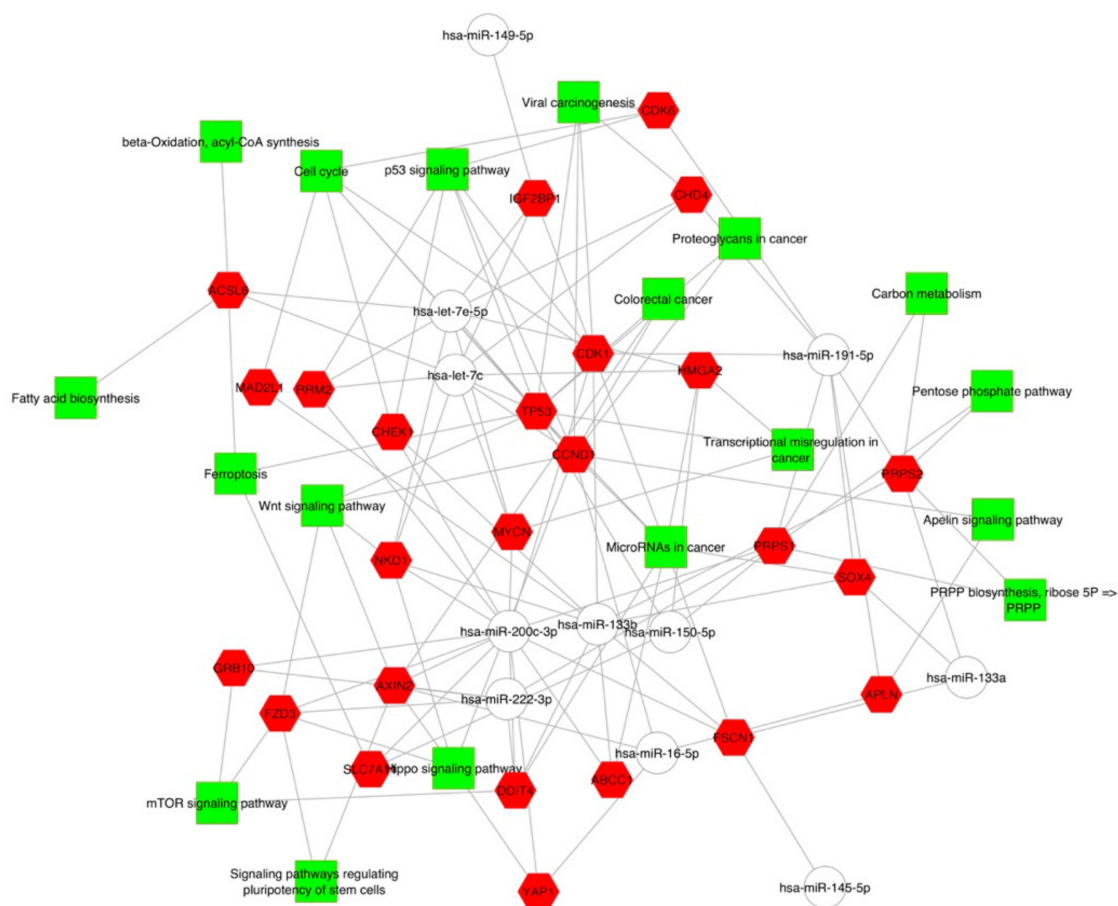 hsa-miR-149-5p
Viral carcinogenesis
CDK6
beta-Oxidation, acyl-CoA synthesis
Cell cycle
p53 signaling pathway
IGF2BP1
CHD4
Proteoglycans in cancer
ACSL6
hsa-let-7e-5p
Colorectal cancer
Carbon metabolism
CDK1
hsa-miR-191-5p
hsa-let-7c
HMGA2
MAD2L1
RRM2
Fatty acid biosynthesis
Pentose phosphate pathway
TP53
CHEK1
Transcriptional misregulation in
cancer
CCND1
Ferroptosis
PRPS2
Wnt signaling pathway
MYCN
Apelin signaling pathway
MicroRNAs in cancer
PRPS1
NKD1
SOX4
PRPP biosynthesis, ribose 5P =>
PRPP
hsa-miR-200c-3p
hsa-miR-133b
hsa-miR-150-5p
GRB10
hsa-miR-133a
AXIN2
hsa-miR-222-3p
APLN
FZD3
FSCN1
hsa-miR-16-5p
SLC7A11
Hippo signaling pathway
ABCC1
DDIT4
mTOR signaling pathway
Signaling pathways regulating
pluripotency of stem cells
hsa-miR-145-5p
YAP1